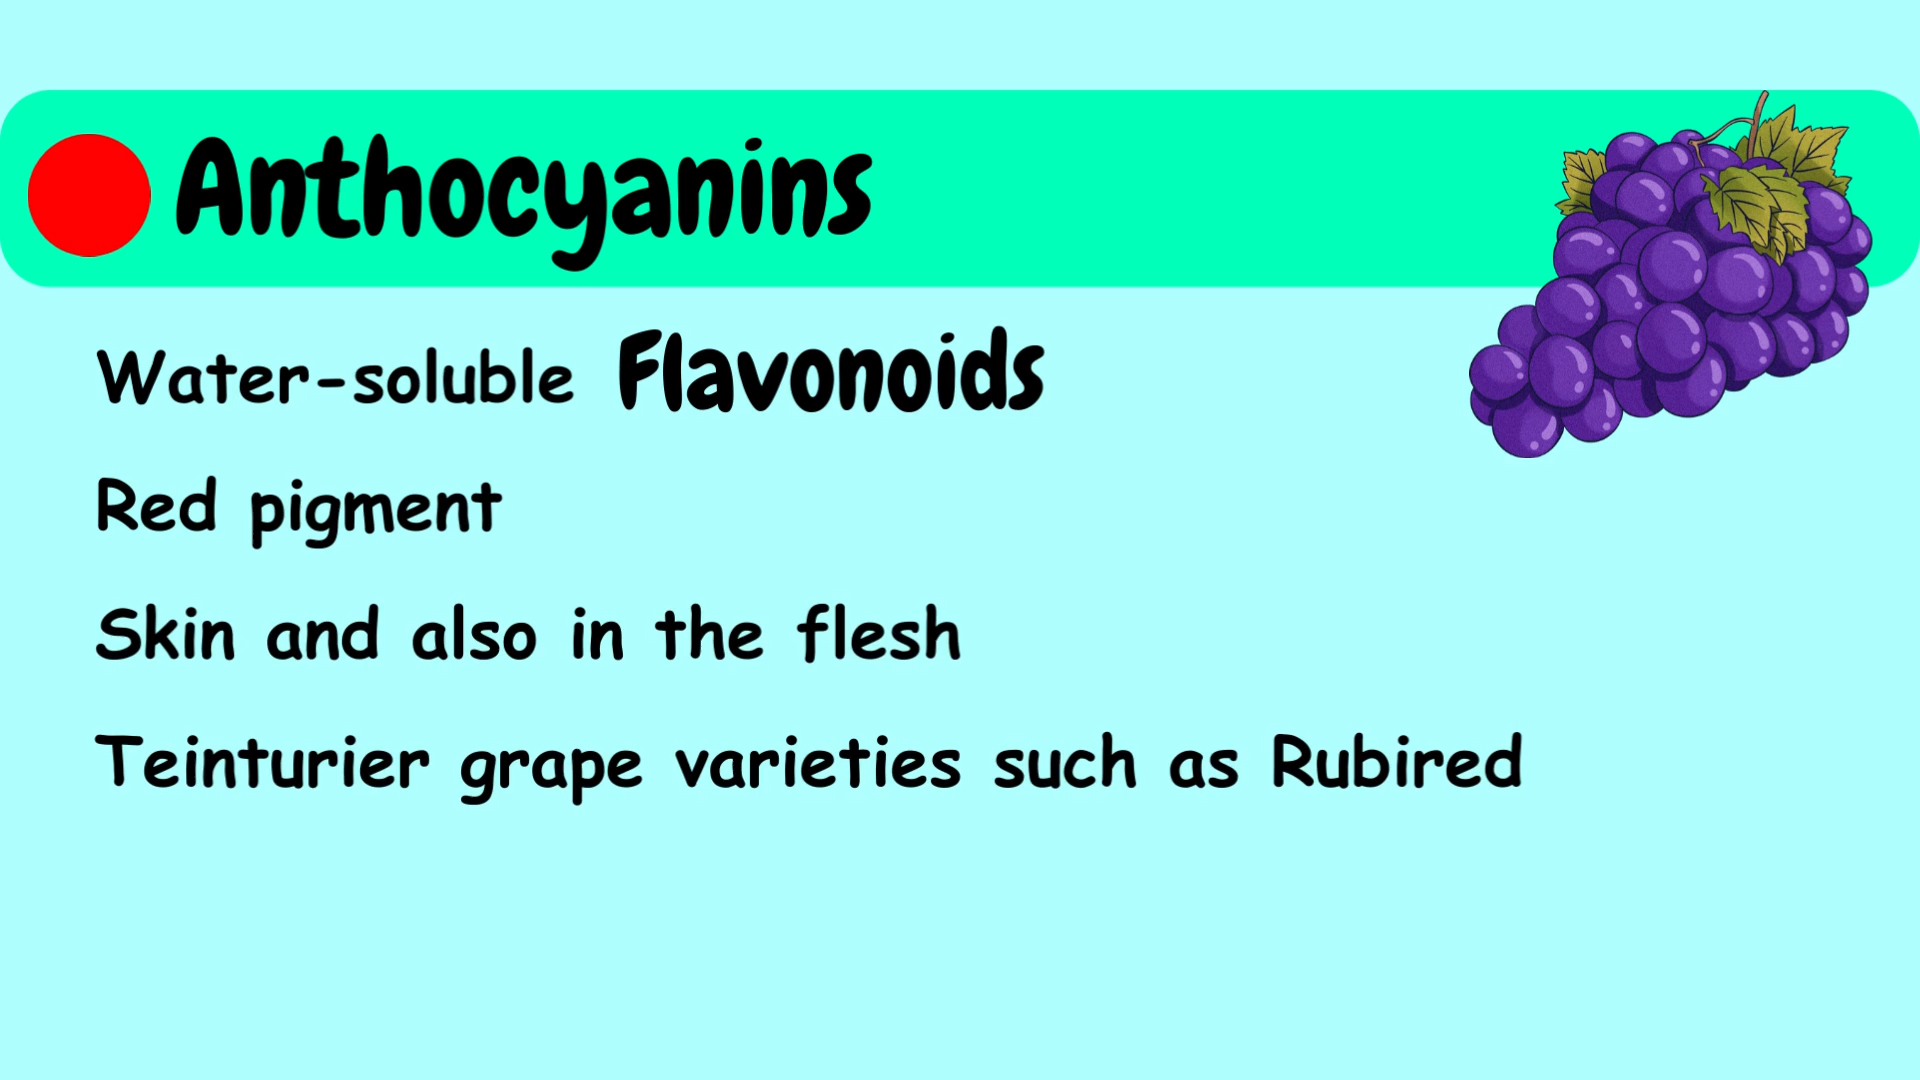 Anthocyanins
Water-soluble Flavonoids
Red pigment
Skin and also in the flesh
Teinturier grape varieties such as Rubired